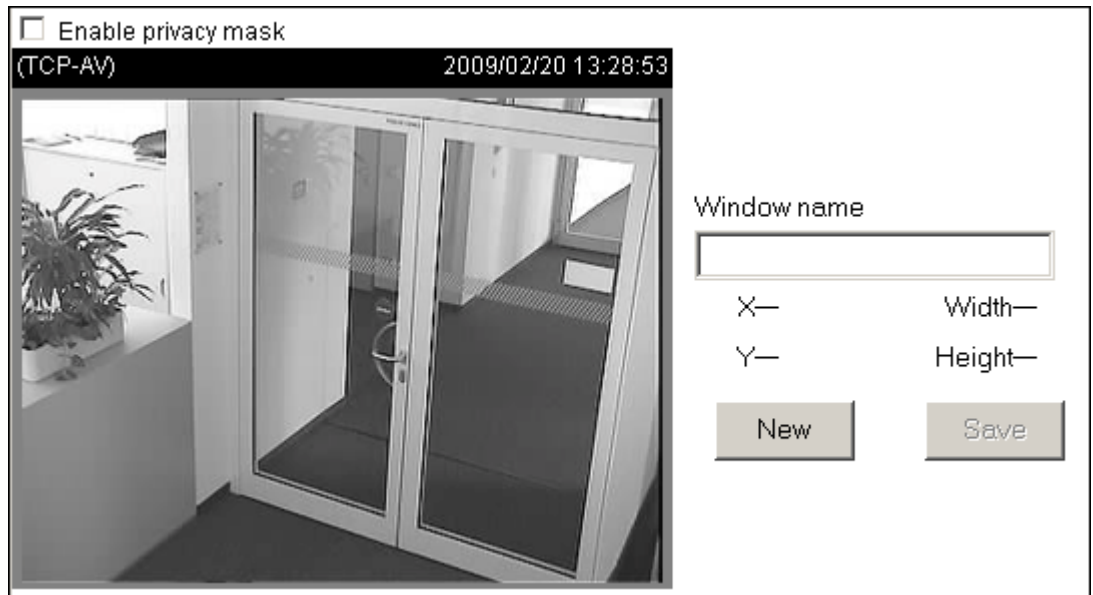 Enable privacy mask
(TCP-AV) 2009/02/20 13:28:53
Window name
X— Width—
Y— Height—
New Save